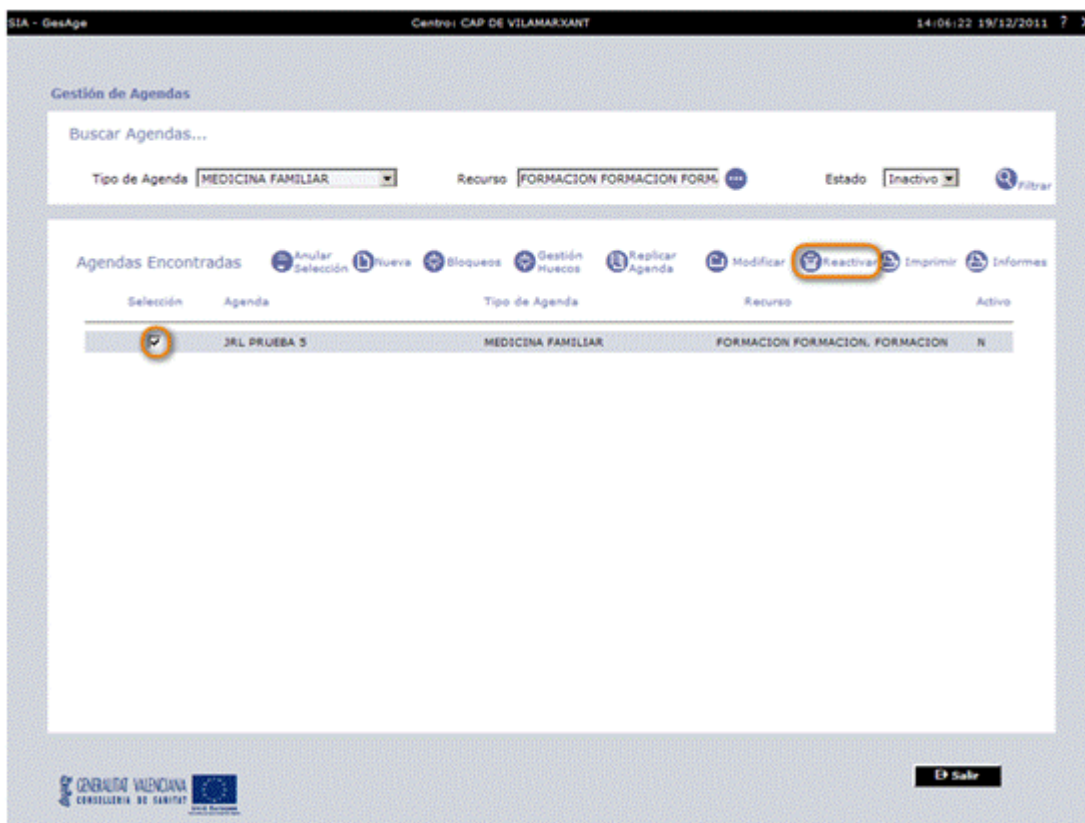 SIA - GesAge Centro: CAP DE VILAMARXANT 14:06:22 19/12/2011 ?
Gestión de Agendas
Buscar Agendas...
Tipo de Agenda MEDICINA FAMILIAR Recurso FORMACION FORMACION FORM. Estado Inactivo Filtrar
Agendas Encontradas Anular Selección Nueva Bloqueos Gestión Huecos Replicar Agenda Modificar Reactivar Imprimir Informes
Selección Agenda Tipo de Agenda Recurso Activo
JRL PRUEBA 5 MEDICINA FAMILIAR FORMACION FORMACION, FORMACION N
GENERALITAT VALENCIANA
CONSELLERIA DE SANITAT
Salir